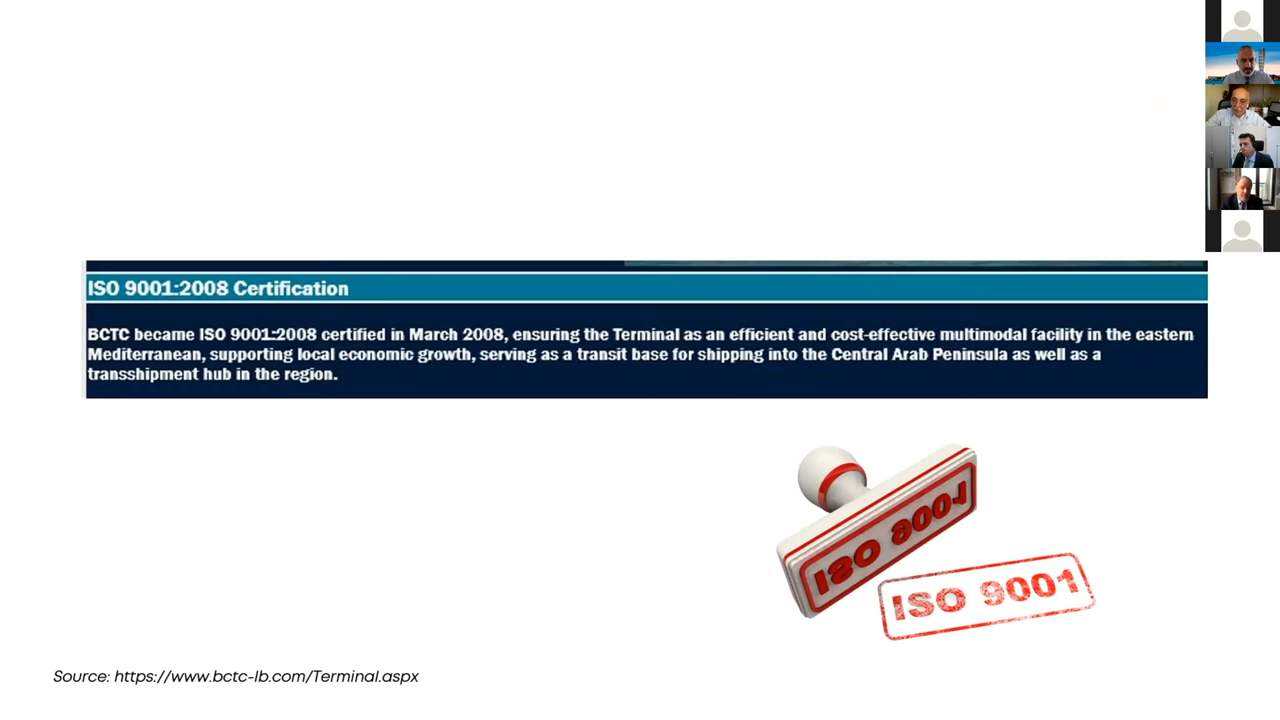 ISO 9001:2008 Certification
BCTC became ISO 9001:2008 certified in March 2008, ensuring the Terminal as an efficient and cost-effective multimodal facility in the eastern
Mediterranean, supporting local economic growth, serving as a transit base for shipping into the Central Arab Peninsula as well as a
transshipment hub in the region.
ISO 9001
ISO 9001
Source: https://www.bctc-lb.com/Terminal.aspx